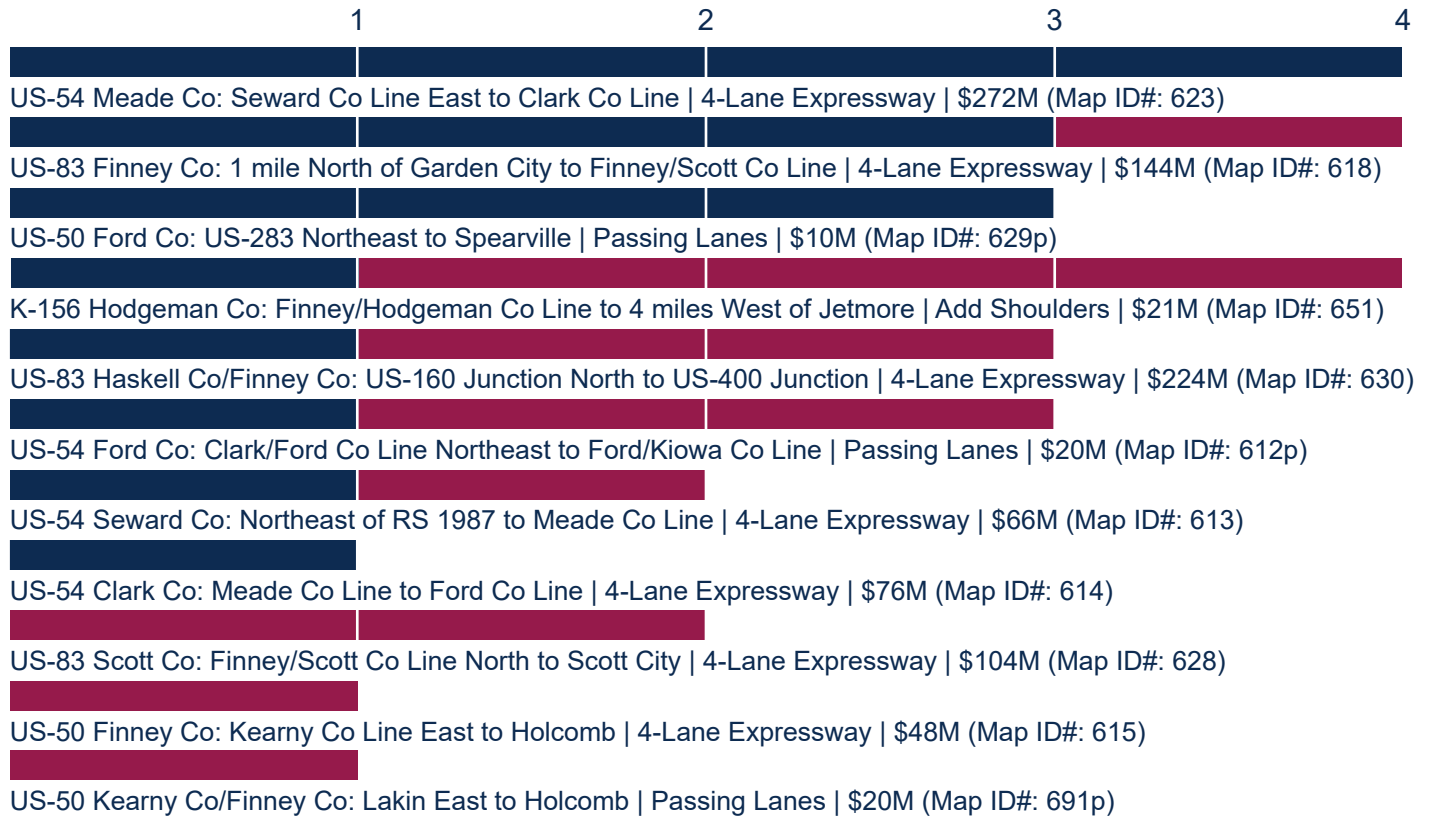 1 2 3 4
US-54 Meade Co: Seward Co Line East to Clark Co Line | 4-Lane Expressway | $272M (Map ID#: 623)
US-83 Finney Co: 1 mile North of Garden City to Finney/Scott Co Line | 4-Lane Expressway | $144M (Map ID#: 618)
US-50 Ford Co: US-283 Northeast to Spearville | Passing Lanes | $10M (Map ID#: 629p)
K-156 Hodgeman Co: Finney/Hodgeman Co Line to 4 miles West of Jetmore | Add Shoulders | $21M (Map ID#: 651)
US-83 Haskell Co/Finney Co: US-160 Junction North to US-400 Junction | 4-Lane Expressway | $224M (Map ID#: 630)
US-54 Ford Co: Clark/Ford Co Line Northeast to Ford/Kiowa Co Line | Passing Lanes | $20M (Map ID#: 612p)
US-54 Seward Co: Northeast of RS 1987 to Meade Co Line | 4-Lane Expressway | $66M (Map ID#: 613)
US-54 Clark Co: Meade Co Line to Ford Co Line | 4-Lane Expressway | $76M (Map ID#: 614)
US-83 Scott Co: Finney/Scott Co Line North to Scott City | 4-Lane Expressway | $104M (Map ID#: 628)
US-50 Finney Co: Kearny Co Line East to Holcomb | 4-Lane Expressway | $48M (Map ID#: 615)
US-50 Kearny Co/Finney Co: Lakin East to Holcomb | Passing Lanes | $20M (Map ID#: 691p)